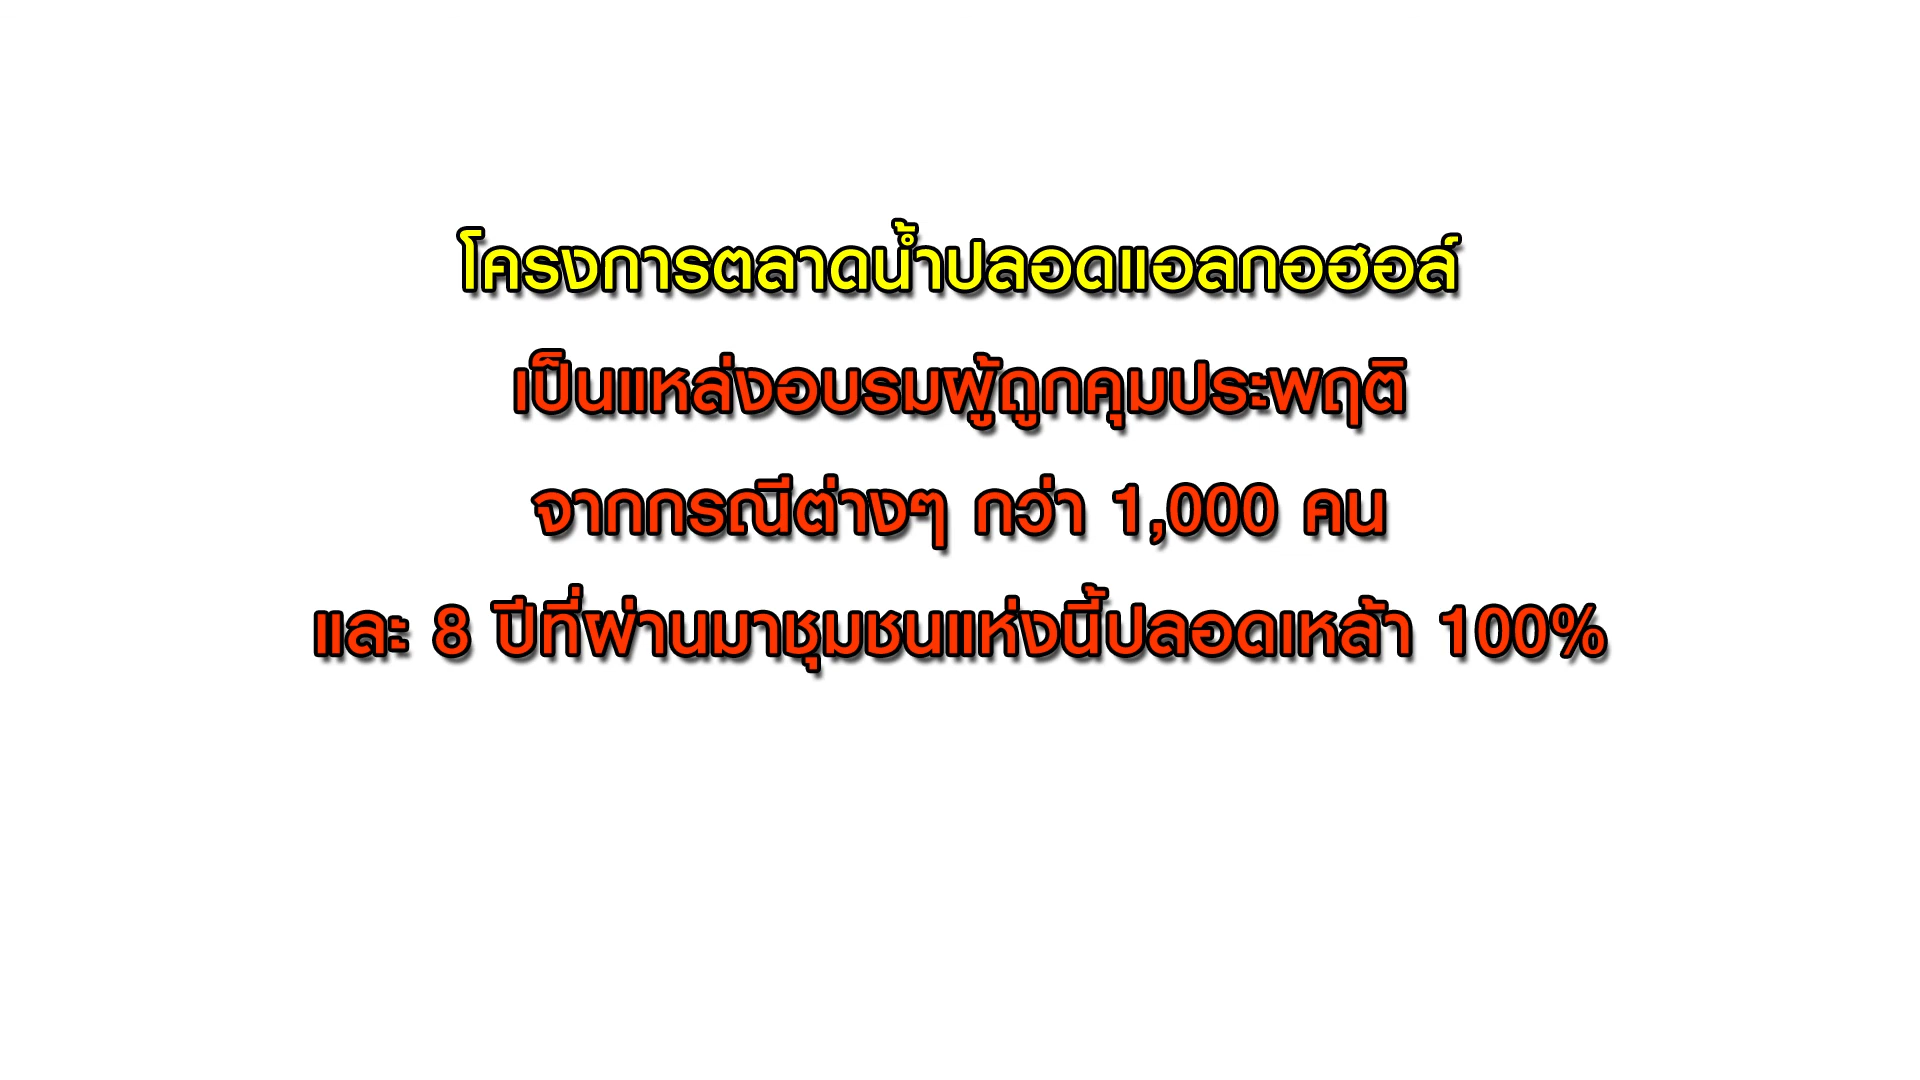 โครงการตลาดน้ำปลอดแอลกอฮอล์
เป็นแหล่งอบรมผู้ถูกคุมประพฤติ
จากกรณีต่างๆ กว่า 1,000 คน
และ 8 ปีที่ผ่านมาชุมชนแห่งนี้ปลอดเหล้า 100%